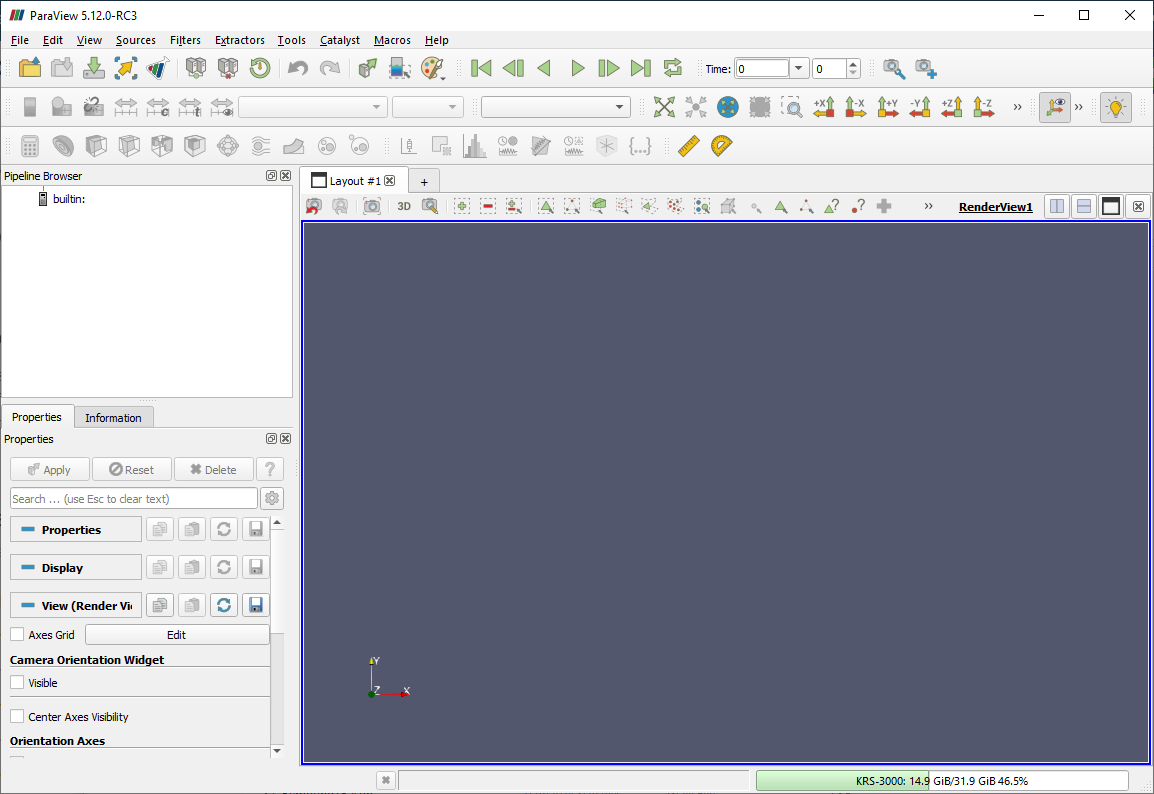 ParaView 5.12.0-RC3
File Edit View Sources Filters Extractors Tools Catalyst Macros Help
Time: 0 0
+X -X +Y -Y +Z -Z
Pipeline Browser
builtin:
Layout #1 +
3D
RenderView1
Properties Information
Properties
Apply Reset Delete ?
Search ... (use Esc to clear text)
Properties
Display
View (Render Vi
Axes Grid Edit
Camera Orientation Widget
Visible
Center Axes Visibility
Orientation Axes
Y
Z X
KRS-3000: 14.9 GiB/31.9 GiB 46.5%